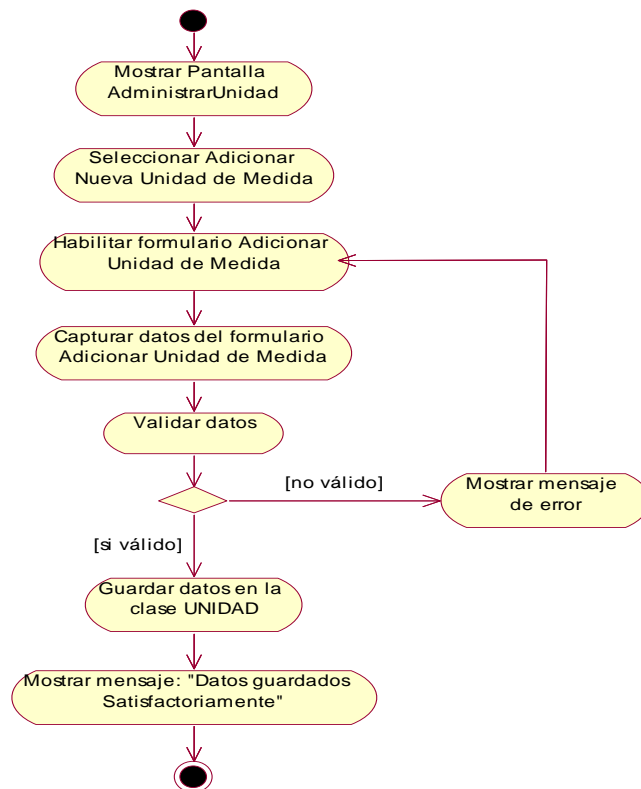 Mostrar Pantalla
AdministrarUnidad
Seleccionar Adicionar
Nueva Unidad de Medida
Habilitar formulario Adicionar
Unidad de Medida
Capturar datos del formulario
Adicionar Unidad de Medida
Validar datos
[no válido]
Mostrar mensaje
de error
[si válido]
Guardar datos en la
clase UNIDAD
Mostrar mensaje: "Datos guardados
Satisfactoriamente"